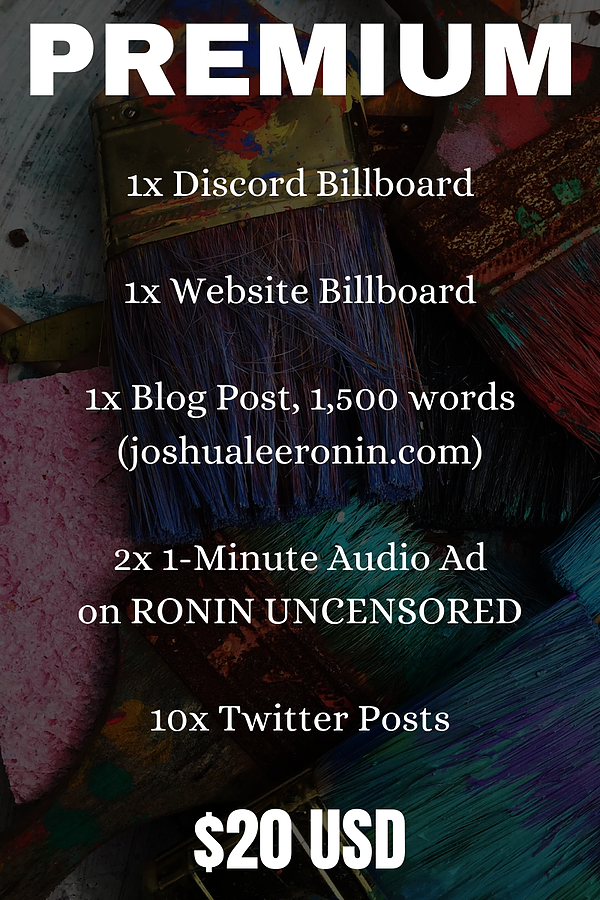 PREMIUM
1x Discord Billboard
1x Website Billboard
1x Blog Post, 1,500 words
(joshualeeronin.com)
2x 1-Minute Audio Ad
on RONIN UNCENSORED
10x Twitter Posts
$20 USD